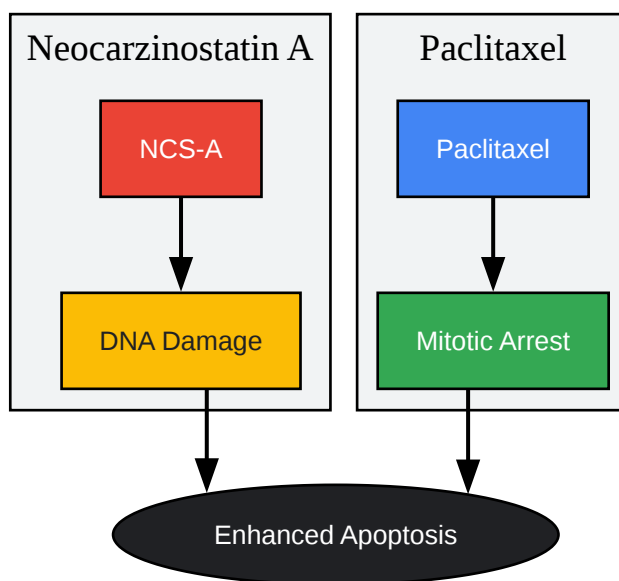 Neocarzinostatin A
NCS-A
DNA Damage
Paclitaxel
Paclitaxel
Mitotic Arrest
Enhanced Apoptosis